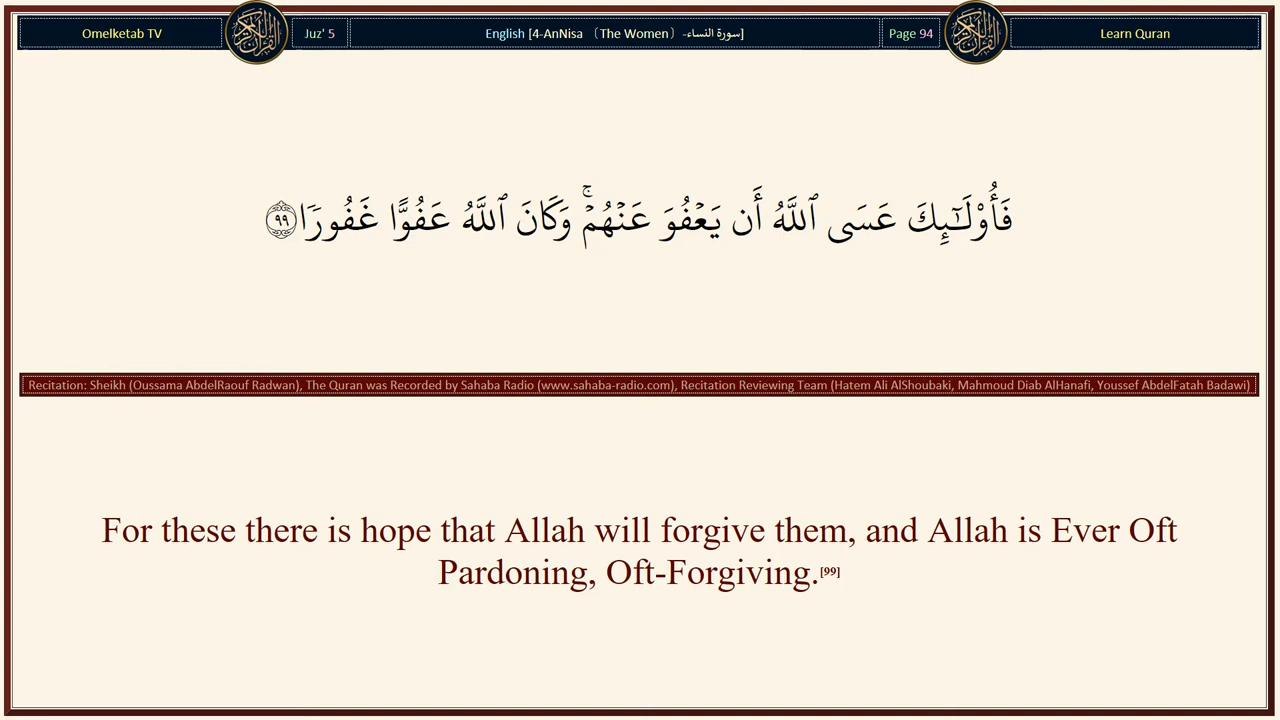 Omelketab TV
Juz' 5
English [4-AnNisa （The Women）-سورة النساء]
Page 94
Learn Quran
فَأُو۟لَـٰٓئِكَ عَسَى ٱللَّهُ أَن يَعۡفُوَ عَنۡهُمۡۚ وَكَانَ ٱللَّهُ عَفُوًّا غَفُورࣰا ٩٩
Recitation: Sheikh (Oussama AbdelRaouf Radwan), The Quran was Recorded by Sahaba Radio (www.sahaba-radio.com), Recitation Reviewing Team (Hatem Ali AlShoubaki, Mahmoud Diab AlHanafi, Youssef AbdelFatah Badawi)
For these there is hope that Allah will forgive them, and Allah is Ever Oft
Pardoning, Oft-Forgiving.[99]